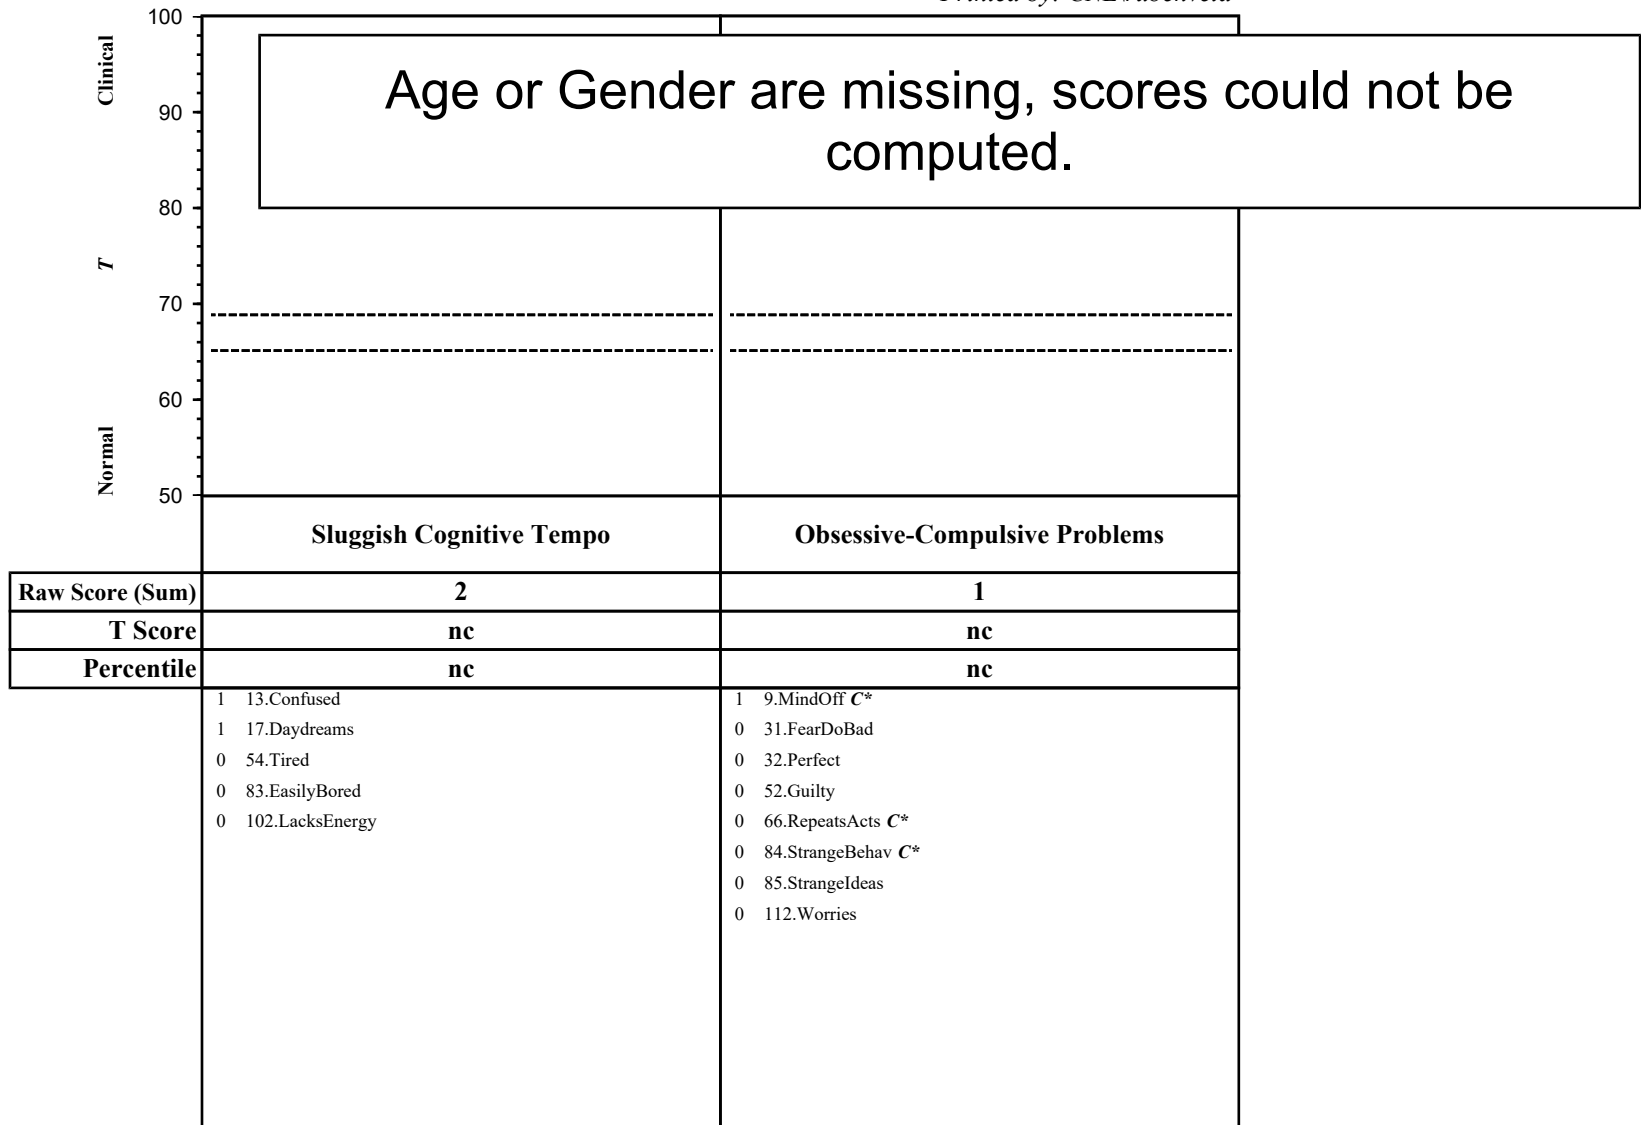 Printed by:
100
Clinical
Age or Gender are missing, scores could not be
computed.
90
80
T
70
60
Normal
50
Sluggish Cognitive Tempo Obsessive-Compulsive Problems
Raw Score (Sum) 2 1
T Score nc nc
Percentile nc nc
1 13.Confused 1 9.MindOff C*
1 17.Daydreams 0 31.FearDoBad
0 54.Tired 0 32.Perfect
0 83.EasilyBored 0 52.Guilty
0 102.LacksEnergy 0 66.RepeatsActs C*
0 84.StrangeBehav C*
0 85.StrangeIdeas
0 112.Worries